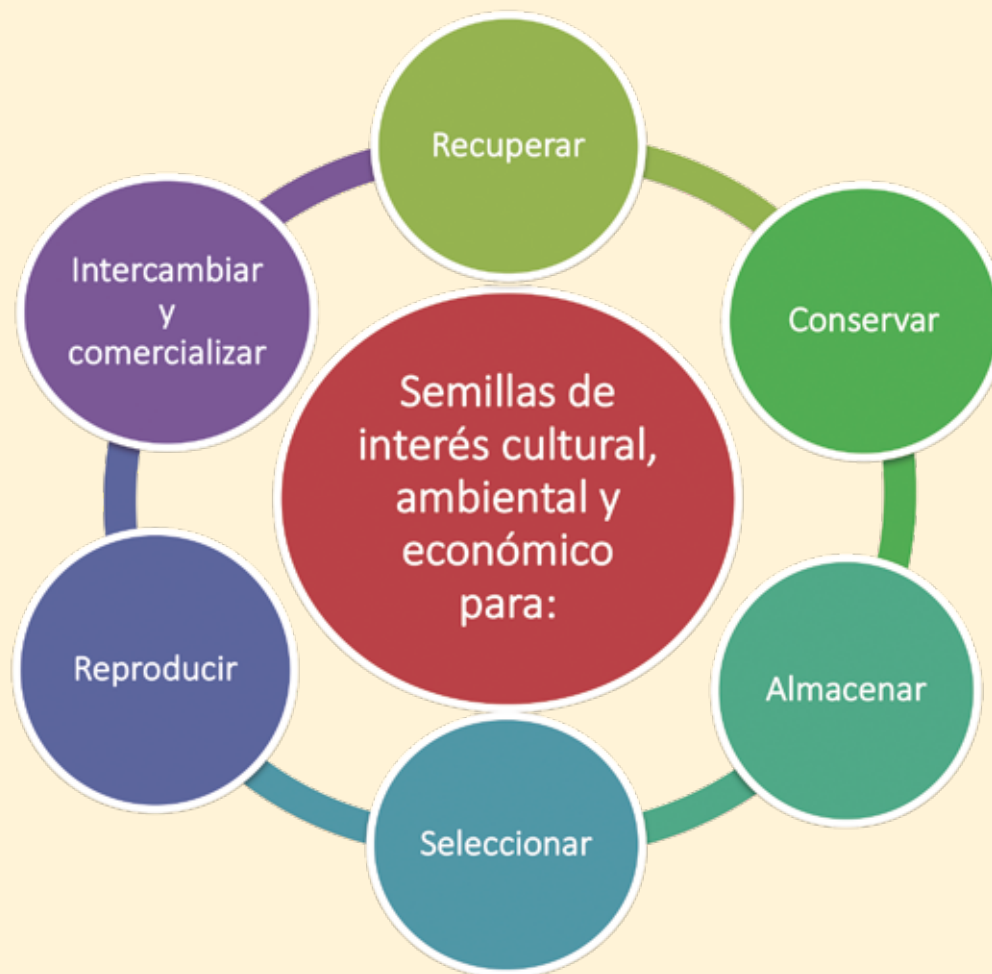 Recuperar
Conservar
Almacenar
Seleccionar
Reproducir
Intercambiar
y
comercializar
Semillas de
interés cultural,
ambiental y
económico
para: